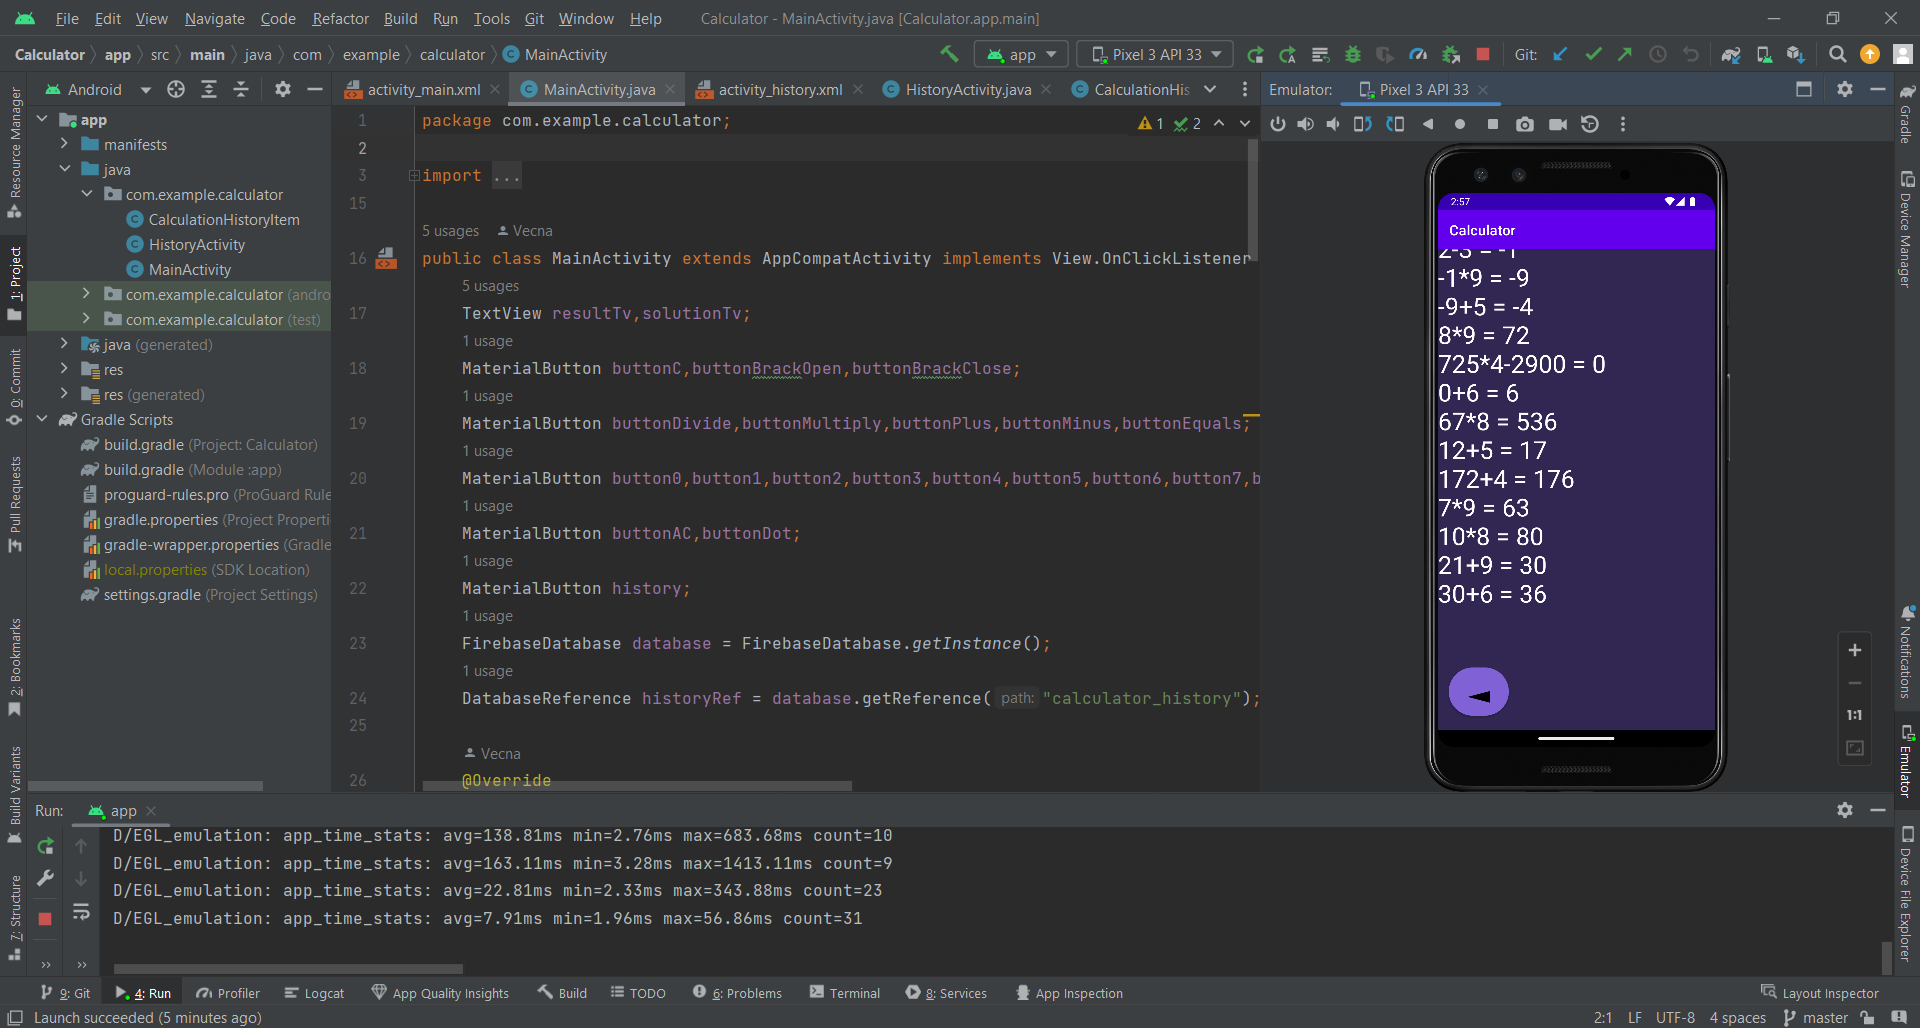 File Edit View Navigate Code Refactor Build Run Tools Git Window Help Calculator - MainActivity.java [Calculator.app.main]
Calculator app src main java com example calculator MainActivity app Pixel 3 API 33 Git:
Android activity_main.xml MainActivity.java activity_history.xml HistoryActivity.java CalculationHis Emulator: Pixel 3 API 33
Resource Manager
1: Project
0: Commit
Pull Requests
2: Bookmarks
Build Variants
7: Structure
app
manifests
java
com.example.calculator
CalculationHistoryItem
HistoryActivity
MainActivity
com.example.calculator (andro
com.example.calculator (test)
java (generated)
res
res (generated)
Gradle Scripts
build.gradle (Project: Calculator)
build.gradle (Module :app)
proguard-rules.pro (ProGuard Rule
gradle.properties (Project Properti
gradle-wrapper.properties (Gradle
local.properties (SDK Location)
settings.gradle (Project Settings)
1 package com.example.calculator; 1 2
2
3 import ...
15
5 usages Vecna
16 public class MainActivity extends AppCompatActivity implements View.OnClickListener
5 usages
17 TextView resultTv,solutionTv;
1 usage
18 MaterialButton buttonC,buttonBrackOpen,buttonBrackClose;
1 usage
19 MaterialButton buttonDivide,buttonMultiply,buttonPlus,buttonMinus,buttonEquals;
1 usage
20 MaterialButton button0,button1,button2,button3,button4,button5,button6,button7,b
1 usage
21 MaterialButton buttonAC,buttonDot;
1 usage
22 MaterialButton history;
1 usage
23 FirebaseDatabase database = FirebaseDatabase.getInstance();
1 usage
24 DatabaseReference historyRef = database.getReference( path: "calculator_history");
25
Vecna
26 @Override
2:57
Calculator
2-3 = -1
-1*9 = -9
-9+5 = -4
8*9 = 72
725*4-2900 = 0
0+6 = 6
67*8 = 536
12+5 = 17
172+4 = 176
7*9 = 63
10*8 = 80
21+9 = 30
30+6 = 36
1:1
Gradle
Device Manager
Notifications
Emulator
Device File Explorer
Run: app
D/EGL_emulation: app_time_stats: avg=138.81ms min=2.76ms max=683.68ms count=10
D/EGL_emulation: app_time_stats: avg=163.11ms min=3.28ms max=1413.11ms count=9
D/EGL_emulation: app_time_stats: avg=22.81ms min=2.33ms max=343.88ms count=23
D/EGL_emulation: app_time_stats: avg=7.91ms min=1.96ms max=56.86ms count=31
9: Git 4: Run Profiler Logcat App Quality Insights Build TODO 6: Problems Terminal 8: Services App Inspection Layout Inspector
Launch succeeded (5 minutes ago) 2:1 LF UTF-8 4 spaces master